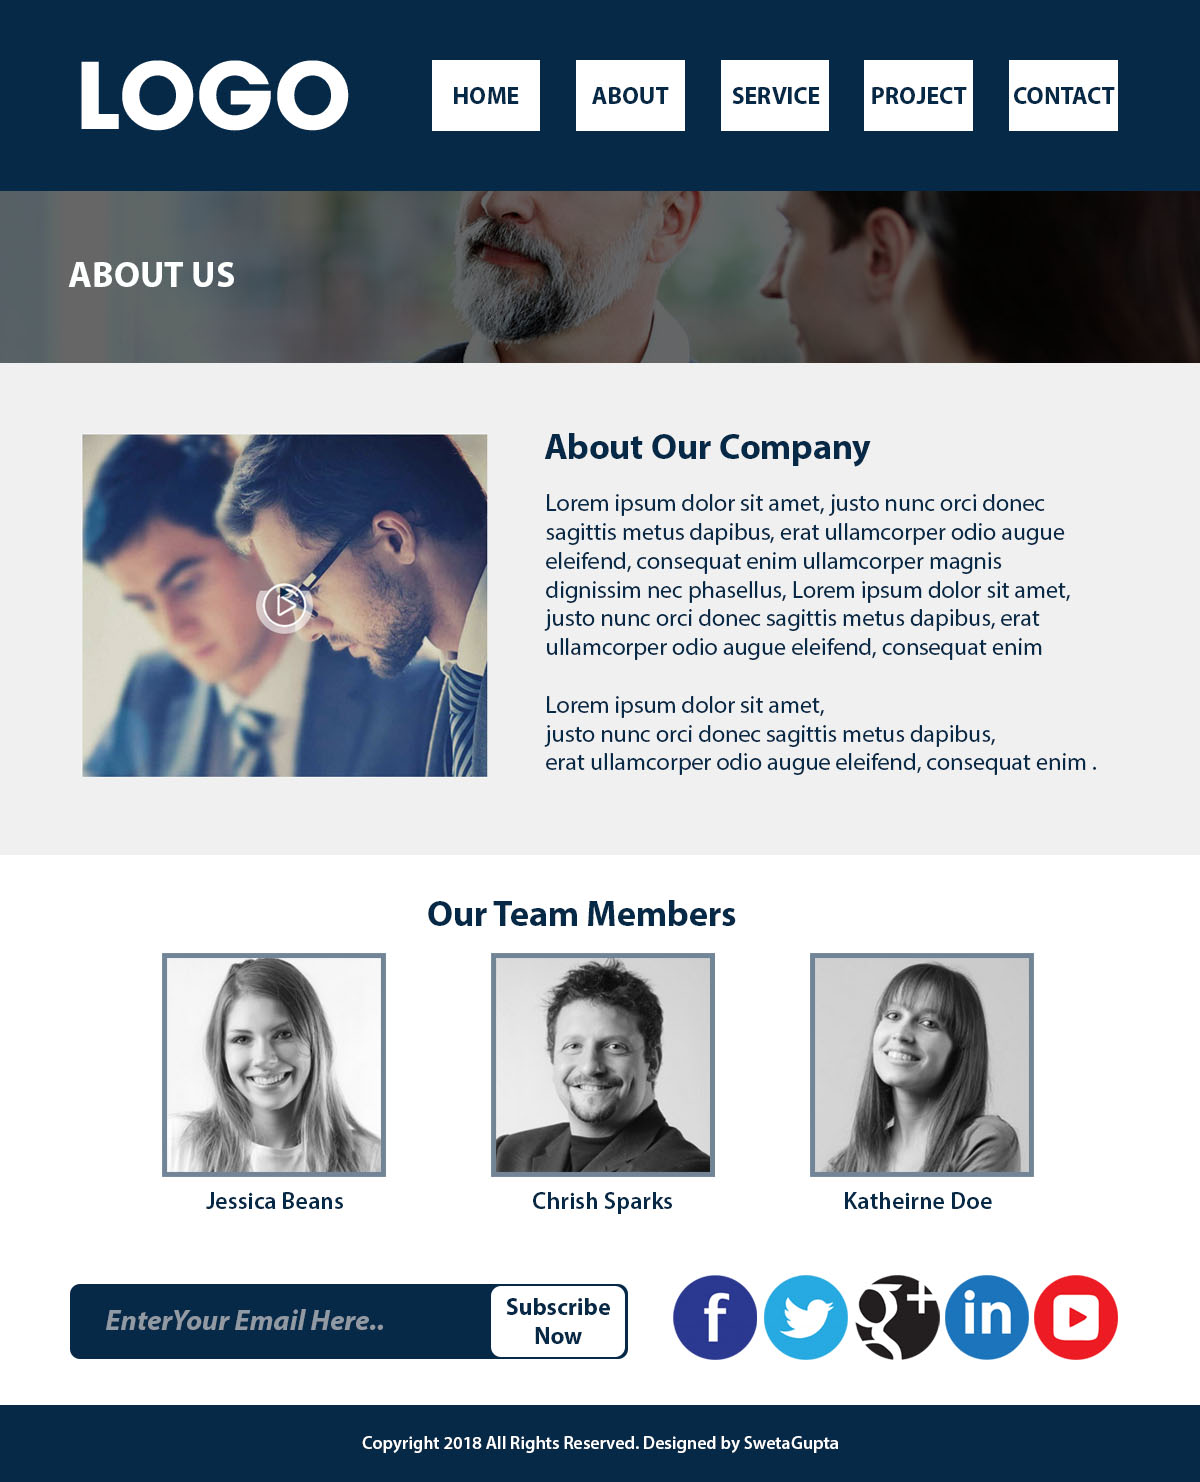 LOGO
HOME
ABOUT
SERVICE
PROJECT
CONTACT
ABOUT US
About Our Company
Lorem ipsum dolor sit amet, justo nunc orci donec
sagittis metus dapibus, erat ullamcorper odio augue
eleifend, consequat enim ullamcorper magnis
dignissim nec phasellus, Lorem ipsum dolor sit amet,
justo nunc orci donec sagittis metus dapibus, erat
ullamcorper odio augue eleifend, consequat enim
Lorem ipsum dolor sit amet,
justo nunc orci donec sagittis metus dapibus,
erat ullamcorper odio augue eleifend, consequat enim .
Our Team Members
Jessica Beans
Chrish Sparks
Katheirne Doe
EnterYour Email Here..
Subscribe
Now
f
g+
in
Copyright 2018 All Rights Reserved. Designed by SwetaGupta